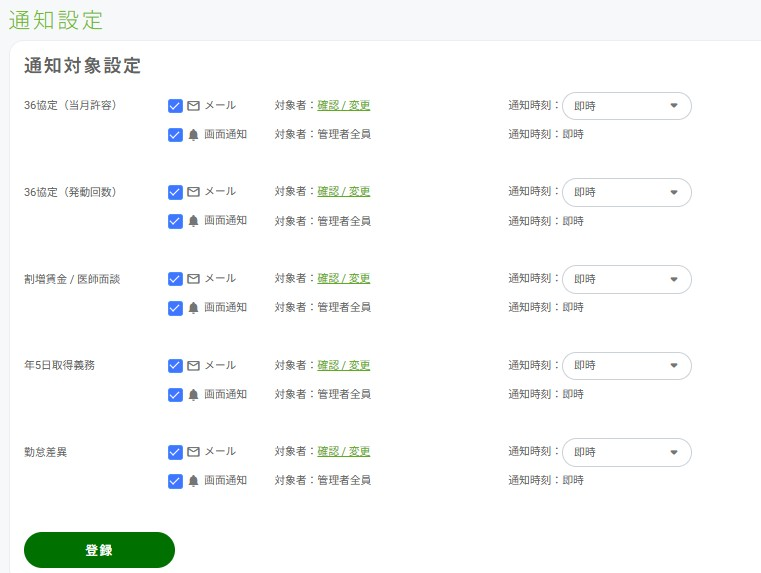 通知設定
通知対象設定
36協定（当月許容） メール 対象者：確認 / 変更 通知時刻： 即時
画面通知 対象者：管理者全員 通知時刻：即時
36協定（発動回数） メール 対象者：確認 / 変更 通知時刻： 即時
画面通知 対象者：管理者全員 通知時刻：即時
割増賃金 / 医師面談 メール 対象者：確認 / 変更 通知時刻： 即時
画面通知 対象者：管理者全員 通知時刻：即時
年5日取得義務 メール 対象者：確認 / 変更 通知時刻： 即時
画面通知 対象者：管理者全員 通知時刻：即時
勤怠差異 メール 対象者：確認 / 変更 通知時刻： 即時
画面通知 対象者：管理者全員 通知時刻：即時
登録